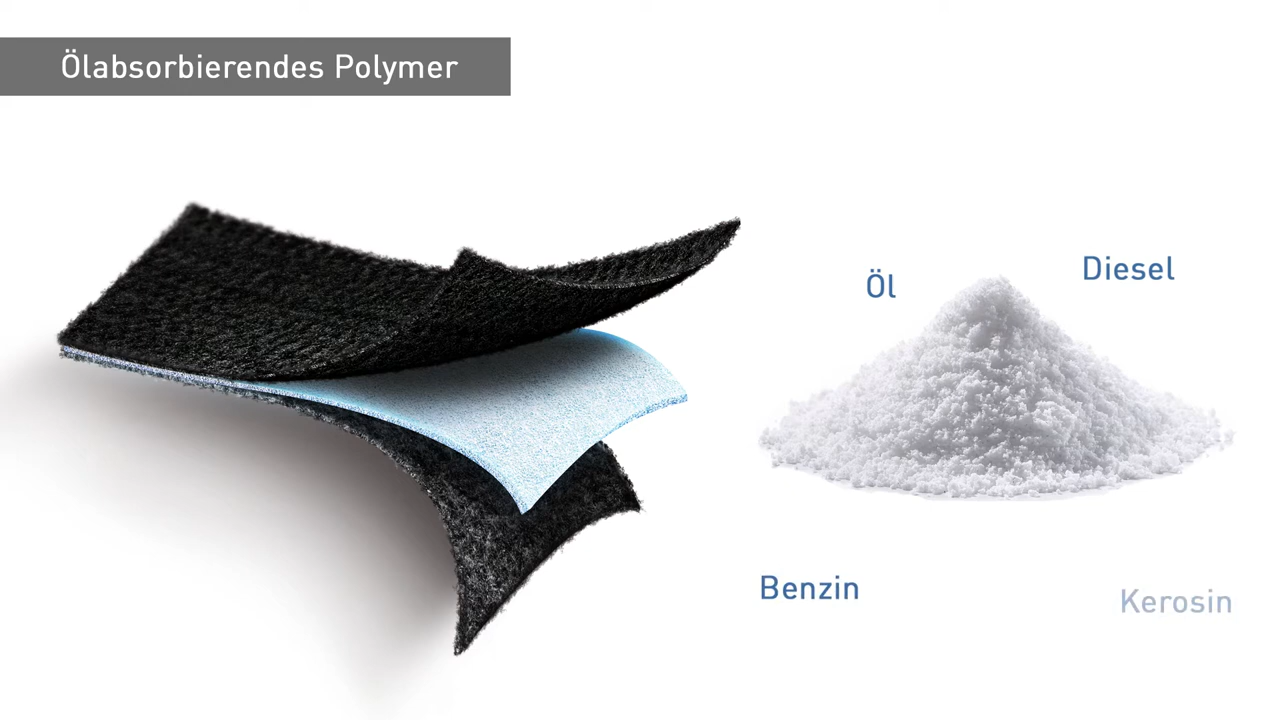 Ölabsorbierendes Polymer
Öl
Diesel
Benzin
Kerosin